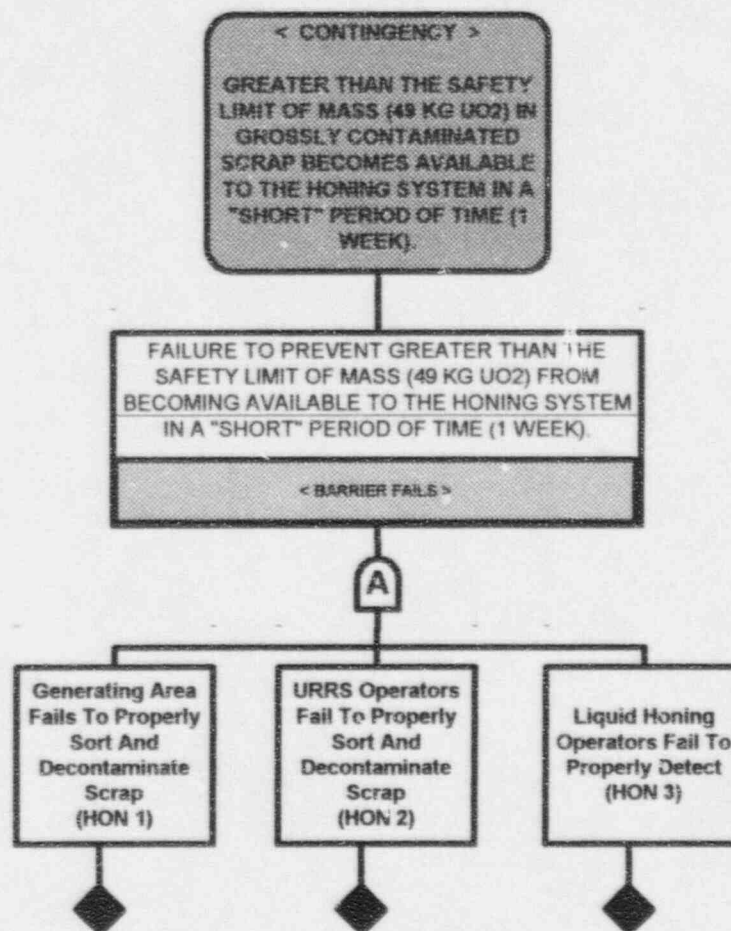 < CONTINGENCY >
GREATER THAN THE SAFETY
LIMIT OF MASS (49 KG UO2) IN
GROSSLY CONTAMINATED
SCRAP BECOMES AVAILABLE
TO THE HONING SYSTEM IN A
"SHORT" PERIOD OF TIME (1
WEEK).
FAILURE TO PREVENT GREATER THAN THE
SAFETY LIMIT OF MASS (49 KG UO2) FROM
BECOMING AVAILABLE TO THE HONING SYSTEM
IN A "SHORT" PERIOD OF TIME (1 WEEK).
< BARRIER FAILS >
A
Generating Area
Fails To Properly
Sort And
Decontaminate
Scrap
(HON 1)
URRS Operators
Fail To Properly
Sort And
Decontaminate
Scrap
(HON 2)
Liquid Honing
Operators Fail To
Properly Detect
(HON 3)